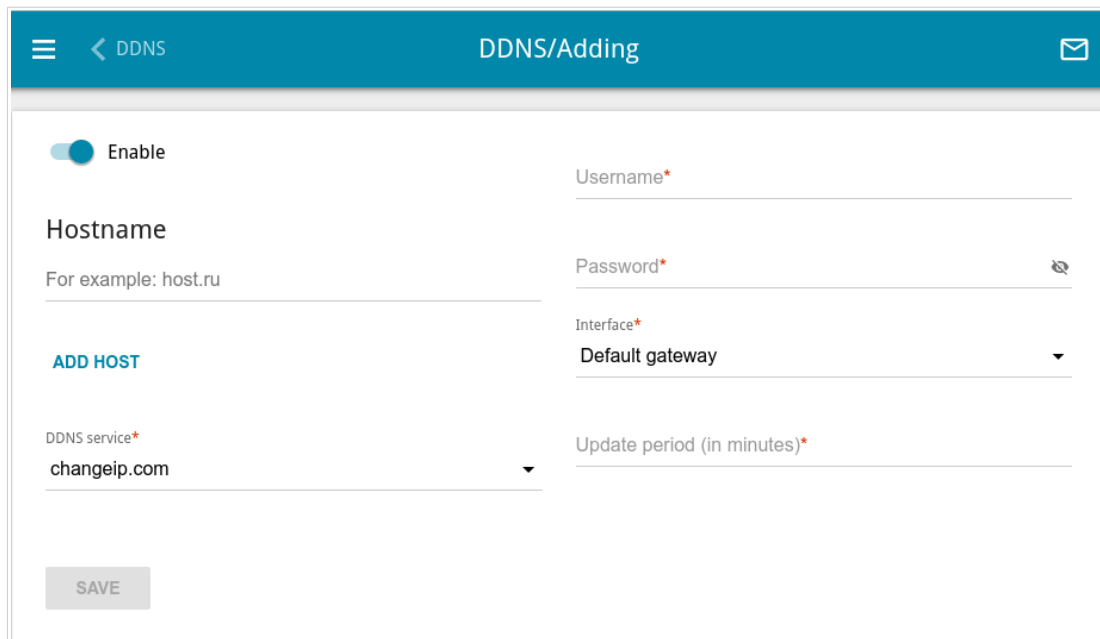 DDNS
DDNS/Adding
Enable
Hostname
For example: host.ru
ADD HOST
DDNS service*
changeip.com
SAVE
Username*
Password*
Interface*
Default gateway
Update period (in minutes)*